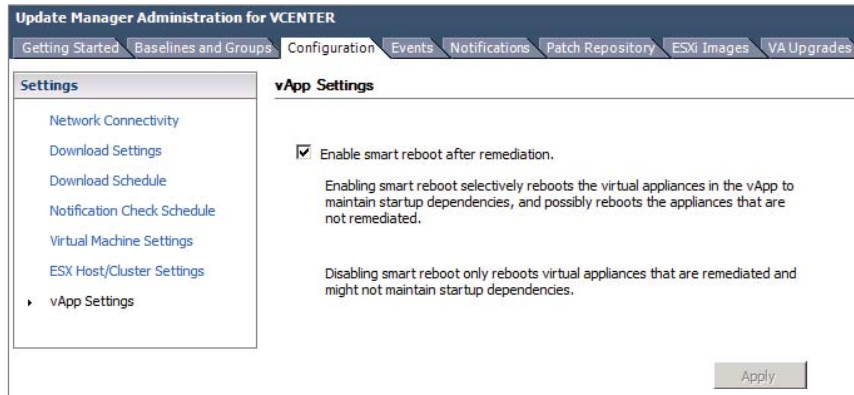 Update Manager Administration for VCENTER
Getting Started Baselines and Groups Configuration Events Notifications Patch Repository ESXi Images VA Upgrades
Settings
Network Connectivity
Download Settings
Download Schedule
Notification Check Schedule
Virtual Machine Settings
ESX Host/Cluster Settings
vApp Settings
vApp Settings
Enable smart reboot after remediation.
Enabling smart reboot selectively reboots the virtual appliances in the vApp to
maintain startup dependencies, and possibly reboots the appliances that are
not remediated.
Disabling smart reboot only reboots virtual appliances that are remediated and
might not maintain startup dependencies.
Apply